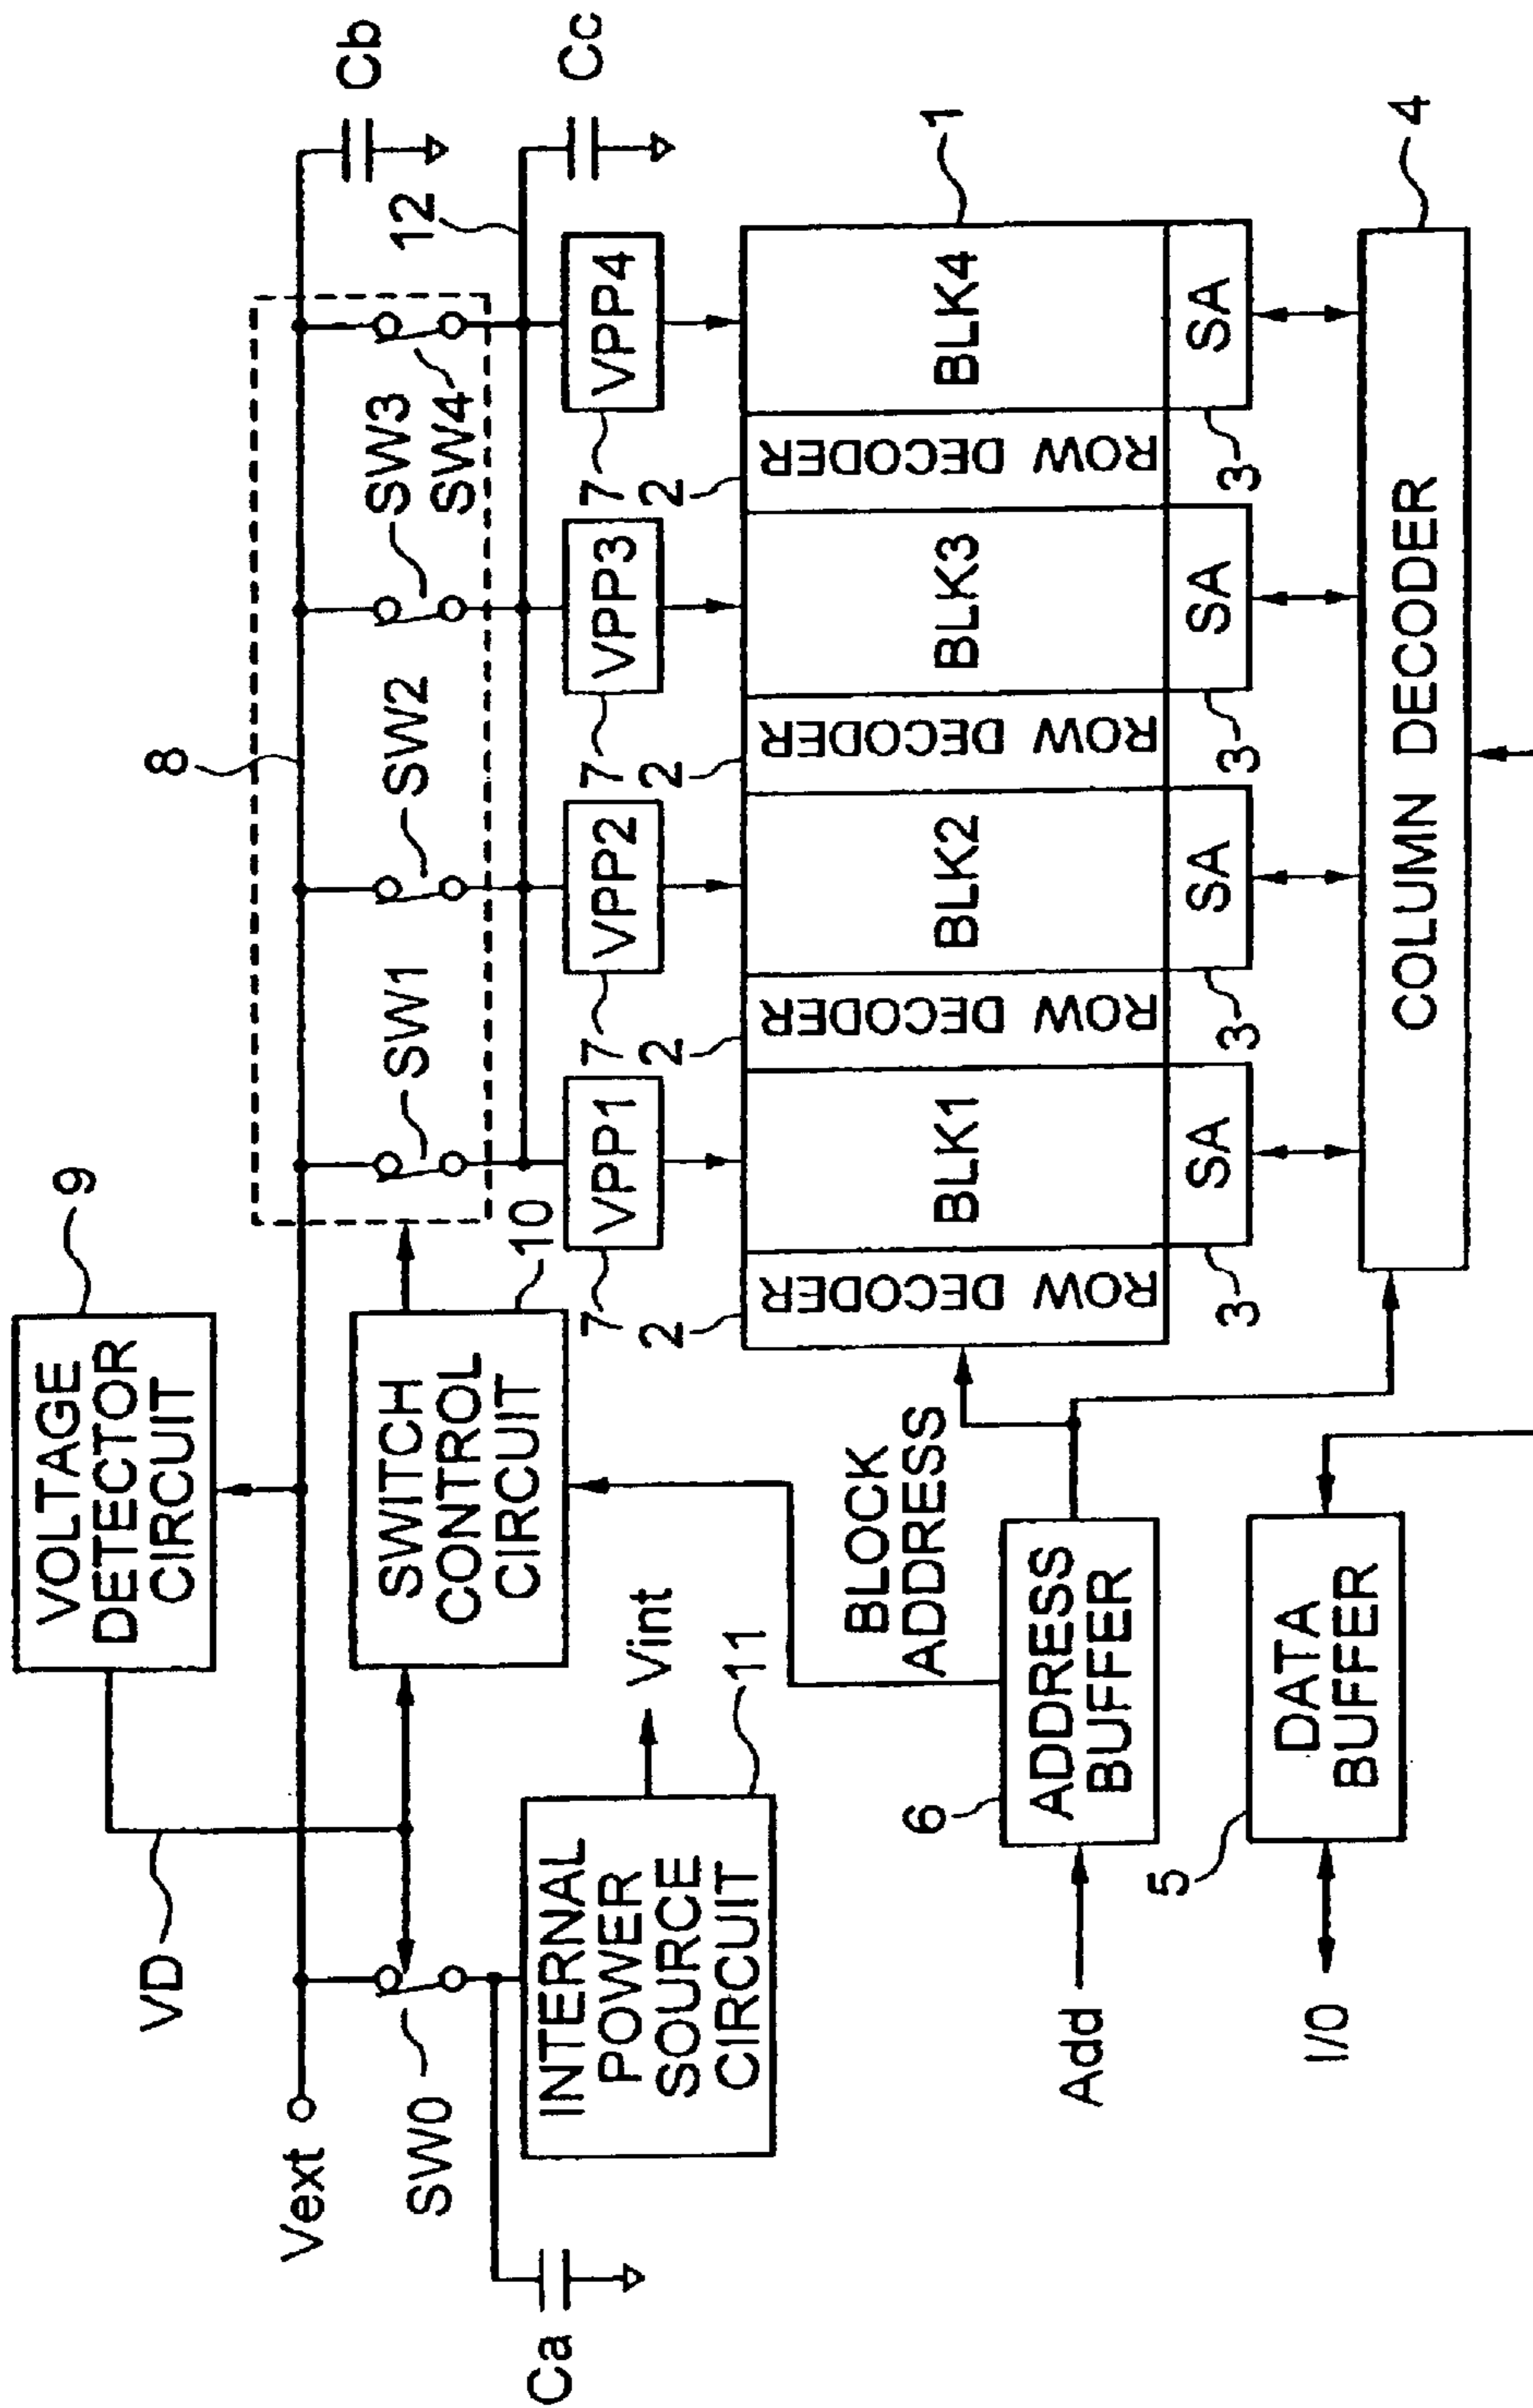 9
VOLTAGE
DETECTOR
CIRCUIT
VD
Vext
8
SW1
SW2
SW3
SW4
12
Cb
Cc
SW0
SWITCH
CONTROL
CIRCUIT
10
Ca
INTERNAL
POWER
SOURCE
CIRCUIT
Vint
11
7
VPP1
7
VPP2
7
VPP3
7
VPP4
2
2
2
2
1
ROW DECODER
BLK1
ROW DECODER
BLK2
ROW DECODER
BLK3
ROW DECODER
BLK4
BLOCK
ADDRESS
3
SA
3
SA
3
SA
3
SA
Add
6
ADDRESS
BUFFER
4
COLUMN DECODER
I/0
5
DATA
BUFFER